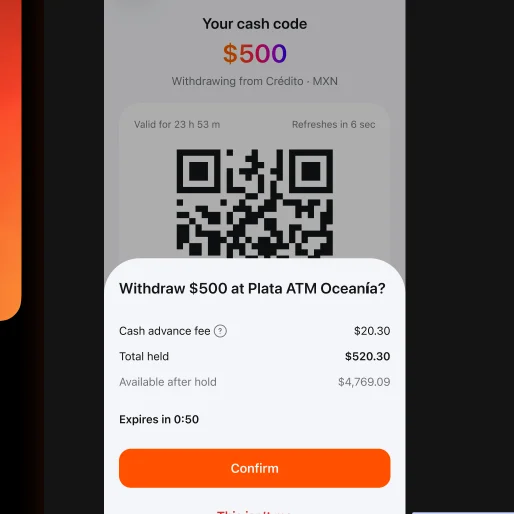 Your cash code
$500
Withdrawing from Crédito - MXN
Valid for 23 h 53 m Refreshes in 6 sec
Withdraw $500 at Plata ATM Oceanía?
Cash advance fee ? $20.30
Total held $520.30
Available after hold $4,769.09
Expires in 0:50
Confirm